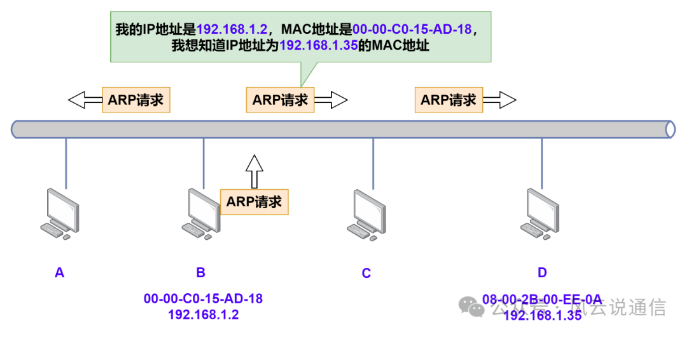 我的IP地址是192.168.1.2，MAC地址是00-00-C0-15-AD-18，
我想知道IP地址为192.168.1.35的MAC地址
ARP请求
ARP请求
ARP请求
ARP请求
A
B
C
D
00-00-C0-15-AD-18
192.168.1.2
08-00-2B-00-EE-0A
192.168.1.35
公众号·风云说通信